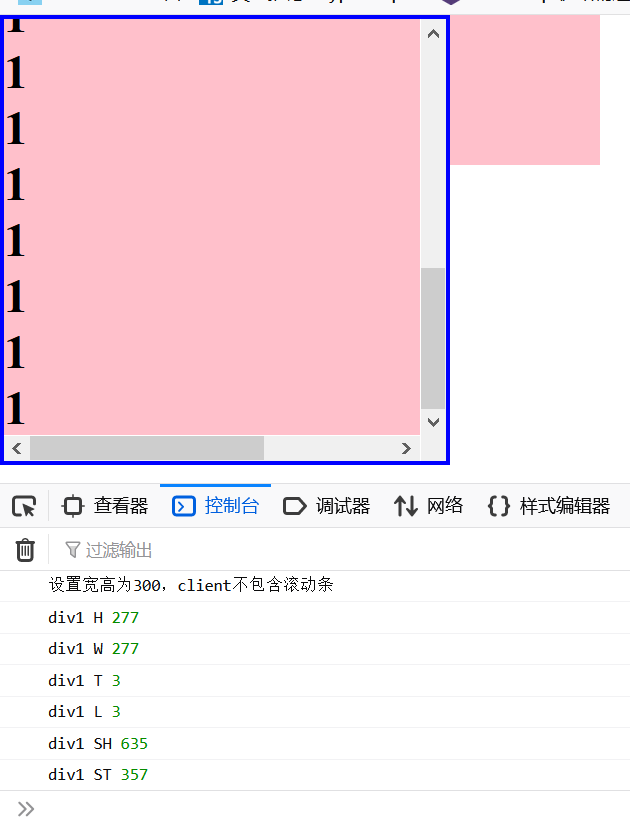 1
1
1
1
1
1
1
1
查看器
控制台
调试器
网络
样式编辑器
过滤输出
设置宽高为300，client不包含滚动条
div1 H 277
div1 W 277
div1 T 3
div1 L 3
div1 SH 635
div1 ST 357